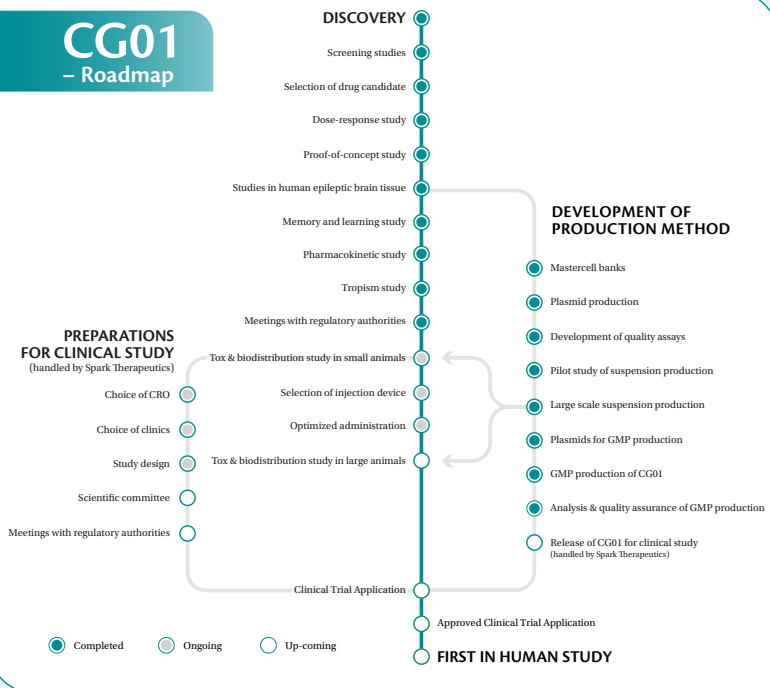 CG01
– Roadmap
DISCOVERY
Screening studies
Selection of drug candidate
Dose-response study
Proof-of-concept study
Studies in human epileptic brain tissue
Memory and learning study
Pharmacokinetic study
Tropism study
Meetings with regulatory authorities
Tox & biodistribution study in small animals
Selection of injection device
Optimized administration
Tox & biodistribution study in large animals
Clinical Trial Application
Approved Clinical Trial Application
FIRST IN HUMAN STUDY
DEVELOPMENT OF
PRODUCTION METHOD
Mastercell banks
Plasmid production
Development of quality assays
Pilot study of suspension production
Large scale suspension production
Plasmids for GMP production
GMP production of CG01
Analysis & quality assurance of GMP production
Release of CG01 for clinical study
(handled by Spark Therapeutics)
PREPARATIONS
FOR CLINICAL STUDY
(handled by Spark Therapeutics)
Choice of CRO
Choice of clinics
Study design
Scientific committee
Meetings with regulatory authorities
Completed
Ongoing
Up-coming